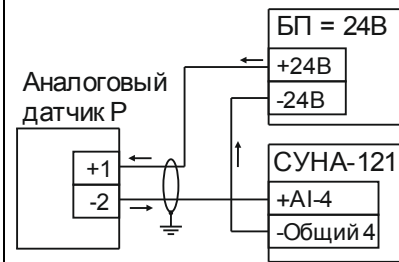 БП = 24В
+24В
-24В
Аналоговый
датчик Р
+1
-2
СУНА-121
+AI-4
-Общий 4